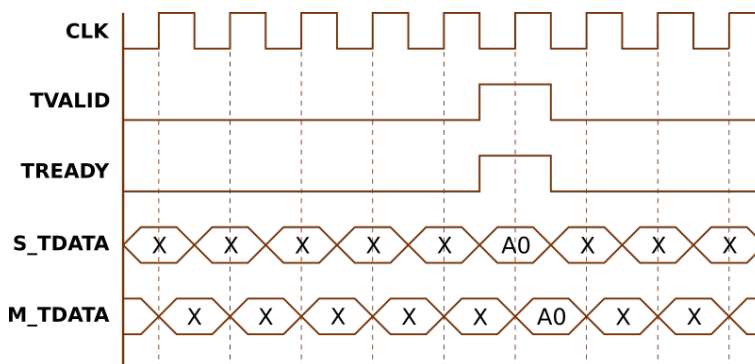 CLK
TVALID
TREADY
S_TDATA X X X X X A0 X X X
M_TDATA X X X X X A0 X X